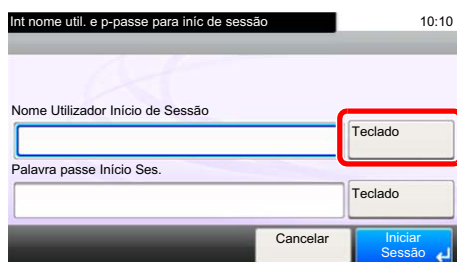 Int nome util. e p-passe para iníc de sessão 10:10
Nome Utilizador Início de Sessão
Teclado
Palavra passe Início Ses.
Teclado
Cancelar
Iniciar
Sessão